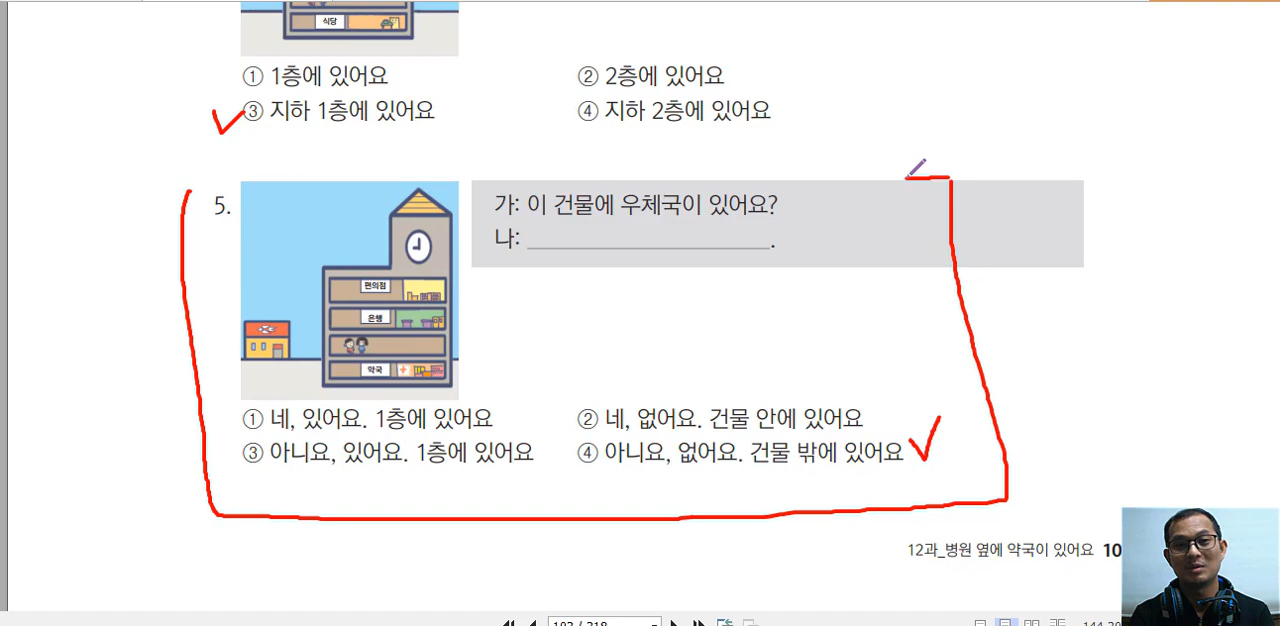 식당
① 1층에 있어요
② 2층에 있어요
③ 지하 1층에 있어요
④ 지하 2층에 있어요
5.
가: 이 건물에 우체국이 있어요?
나: ____________________.
편의점
은행
약국
① 네, 있어요. 1층에 있어요
② 네, 없어요. 건물 안에 있어요
③ 아니요, 있어요. 1층에 있어요
④ 아니요, 없어요. 건물 밖에 있어요
12과_병원 옆에 약국이 있어요 10